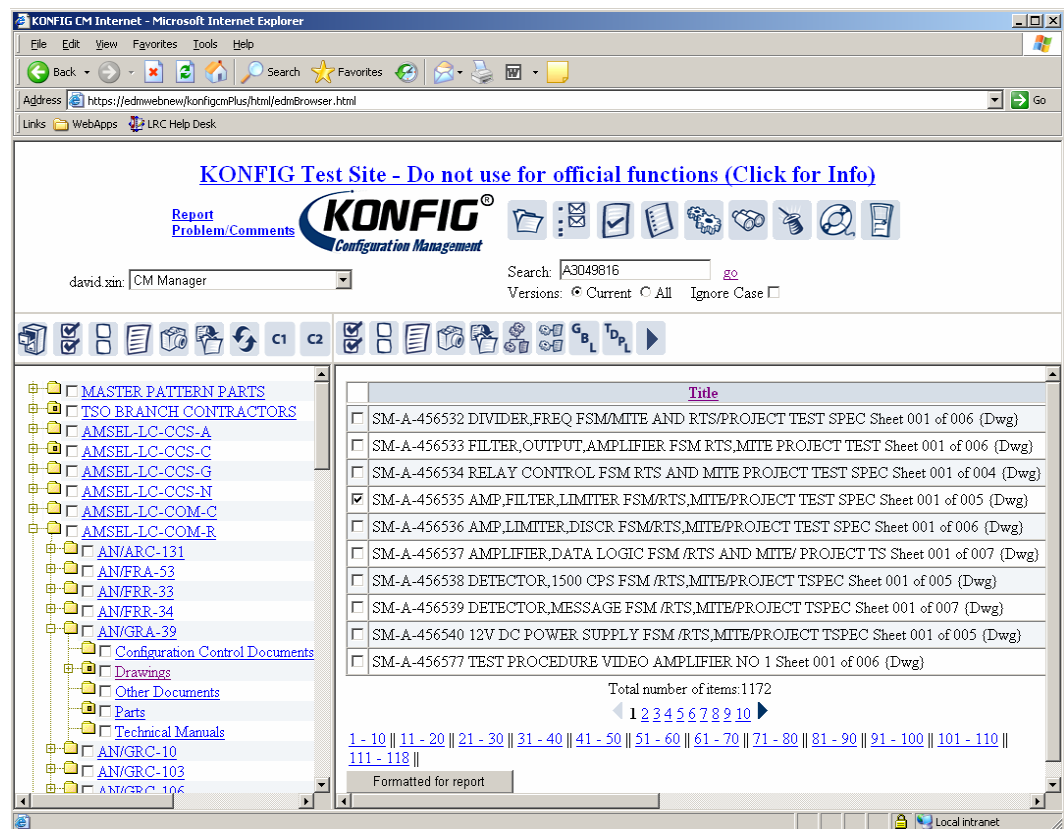 KONFIG CM Internet - Microsoft Internet Explorer
File Edit View Favorites Tools Help
Back Search Favorites
Address https://edmwebnew/konfigcmPlus/html/edmBrowser.html Go
Links WebApps LRC Help Desk
KONFIG Test Site - Do not use for official functions (Click for Info)
Report
Problem/Comments
KONFIG®
Configuration Management
david.xin: CM Manager
Search: A3049816 go
Versions: Current All Ignore Case
C1 C2
GBL TDPL
MASTER PATTERN PARTS
TSO BRANCH CONTRACTORS
AMSEL-LC-CCS-A
AMSEL-LC-CCS-C
AMSEL-LC-CCS-G
AMSEL-LC-CCS-N
AMSEL-LC-COM-C
AMSEL-LC-COM-R
AN/ARC-131
AN/FRA-53
AN/FRR-33
AN/FRR-34
AN/GRA-39
Configuration Control Documents
Drawings
Other Documents
Parts
Technical Manuals
AN/GRC-10
AN/GRC-103
AN/GRC-106
Title
SM-A-456532 DIVIDER,FREQ FSM/MITE AND RTS/PROJECT TEST SPEC Sheet 001 of 006 {Dwg}
SM-A-456533 FILTER,OUTPUT,AMPLIFIER FSM RTS,MITE PROJECT TEST Sheet 001 of 006 {Dwg}
SM-A-456534 RELAY CONTROL FSM RTS AND MITE PROJECT TEST SPEC Sheet 001 of 004 {Dwg}
SM-A-456535 AMP,FILTER,LIMITER FSM/RTS,MITE/PROJECT TEST SPEC Sheet 001 of 005 {Dwg}
SM-A-456536 AMP,LIMITER,DISCR FSM/RTS,MITE/PROJECT TEST SPEC Sheet 001 of 006 {Dwg}
SM-A-456537 AMPLIFIER,DATA LOGIC FSM /RTS AND MITE/ PROJECT TS Sheet 001 of 007 {Dwg}
SM-A-456538 DETECTOR,1500 CPS FSM /RTS,MITE/PROJECT TSPEC Sheet 001 of 005 {Dwg}
SM-A-456539 DETECTOR,MESSAGE FSM /RTS,MITE/PROJECT TSPEC Sheet 001 of 007 {Dwg}
SM-A-456540 12V DC POWER SUPPLY FSM /RTS,MITE/PROJECT TSPEC Sheet 001 of 005 {Dwg}
SM-A-456577 TEST PROCEDURE VIDEO AMPLIFIER NO 1 Sheet 001 of 006 {Dwg}
Total number of items:1172
1 2 3 4 5 6 7 8 9 10
1 - 10 || 11 - 20 || 21 - 30 || 31 - 40 || 41 - 50 || 51 - 60 || 61 - 70 || 71 - 80 || 81 - 90 || 91 - 100 || 101 - 110 ||
111 - 118 ||
Formatted for report
Local intranet